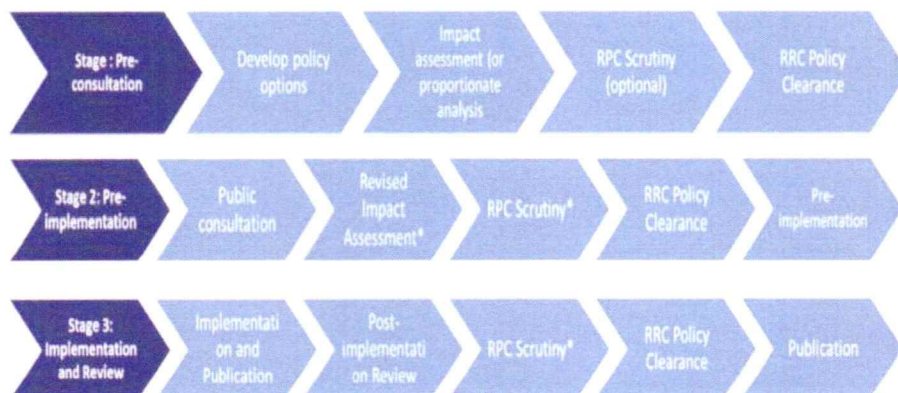 Stage : Pre-
consultation
Develop policy
options
Impact
assessment (or
proportionate
analysis
RPC Scrutiny
(optional)
RRC Policy
Clearance
Stage 2: Pre-
implementation
Public
consultation
Revised
Impact
Assessment*
RPC Scrutiny*
RRC Policy
Clearance
Pre-
implementation
Stage 3:
Implementation
and Review
Implementati
on and
Publication
Post-
implementati
on Review
RPC Scrutiny*
RRC Policy
Clearance
Publication